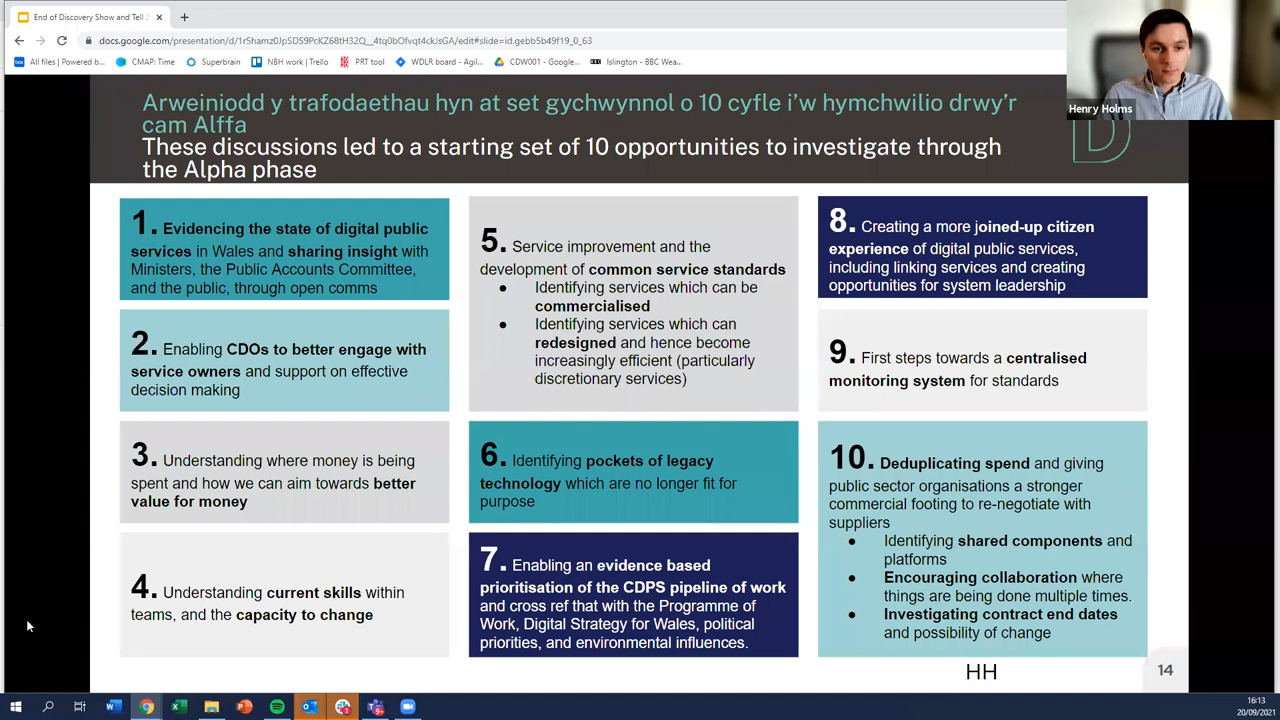 End of Discovery Show and Tell 2
docs.google.com/presentation/d/1r5hamz0JpSDS9PcKZ68tH32Q__4tq0bOfvqt4ckJsGA/edit#slide=id.gebb5b49f19_0_63
All files | Powered b...
CMAP: Time
Superbrain
NBH work | Trello
PRT tool
WDLR board - Agil...
CDW001 - Google...
Islington - BBC Wea...
Henry Holms
Arweiniodd y trafodaethau hyn at set gychwynnol o 10 cyfle i'w hymchwilio drwy'r
cam Alffa
These discussions led to a starting set of 10 opportunities to investigate through
the Alpha phase
D
1. Evidencing the state of digital public
services in Wales and sharing insight with
Ministers, the Public Accounts Committee,
and the public, through open comms
2. Enabling CDOs to better engage with
service owners and support on effective
decision making
3. Understanding where money is being
spent and how we can aim towards better
value for money
4. Understanding current skills within
teams, and the capacity to change
5. Service improvement and the
development of common service standards
● Identifying services which can be
commercialised
● Identifying services which can
redesigned and hence become
increasingly efficient (particularly
discretionary services)
6. Identifying pockets of legacy
technology which are no longer fit for
purpose
7. Enabling an evidence based
prioritisation of the CDPS pipeline of work
and cross ref that with the Programme of
Work, Digital Strategy for Wales, political
priorities, and environmental influences.
8. Creating a more joined-up citizen
experience of digital public services,
including linking services and creating
opportunities for system leadership
9. First steps towards a centralised
monitoring system for standards
10. Deduplicating spend and giving
public sector organisations a stronger
commercial footing to re-negotiate with
suppliers
● Identifying shared components and
platforms
● Encouraging collaboration where
things are being done multiple times.
● Investigating contract end dates
and possibility of change
HH
14
16:13
20/09/2021